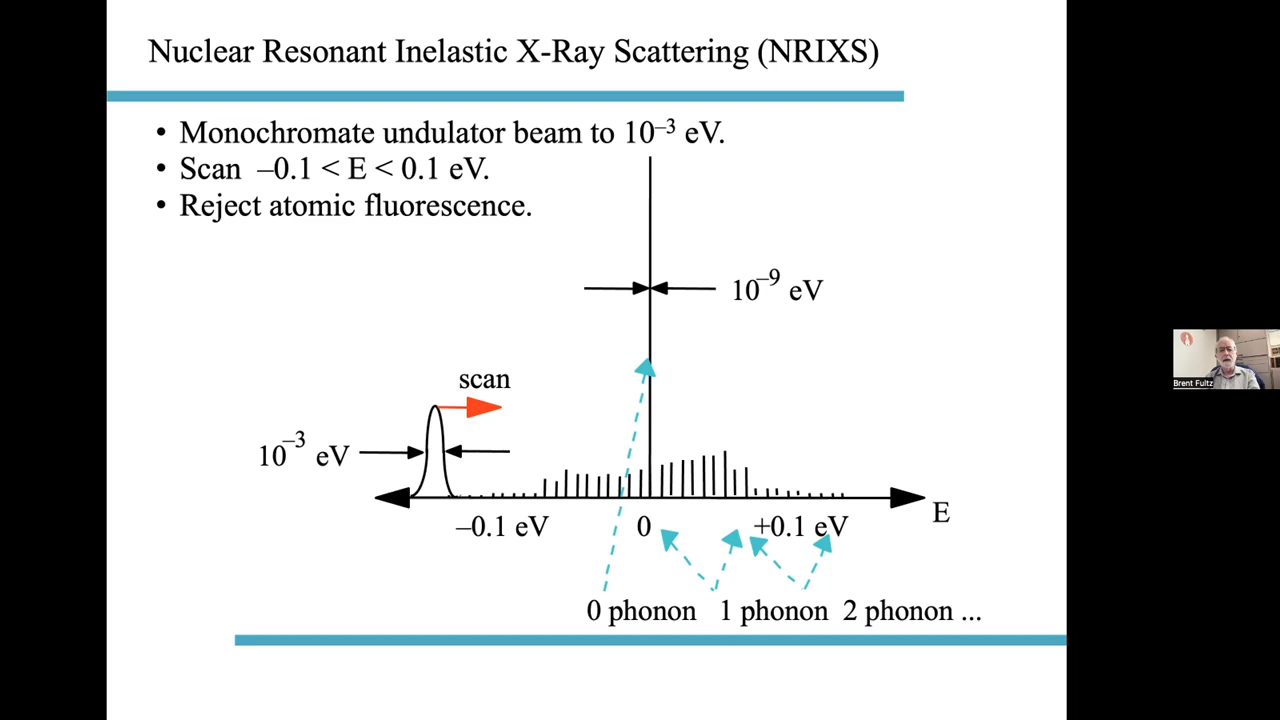 Nuclear Resonant Inelastic X-Ray Scattering (NRIXS)
• Monochromate undulator beam to 10⁻³ eV.
• Scan –0.1 < E < 0.1 eV.
• Reject atomic fluorescence.
10⁻⁹ eV
scan
10⁻³ eV
–0.1 eV 0 +0.1 eV E
0 phonon 1 phonon 2 phonon ...
Brent Fultz